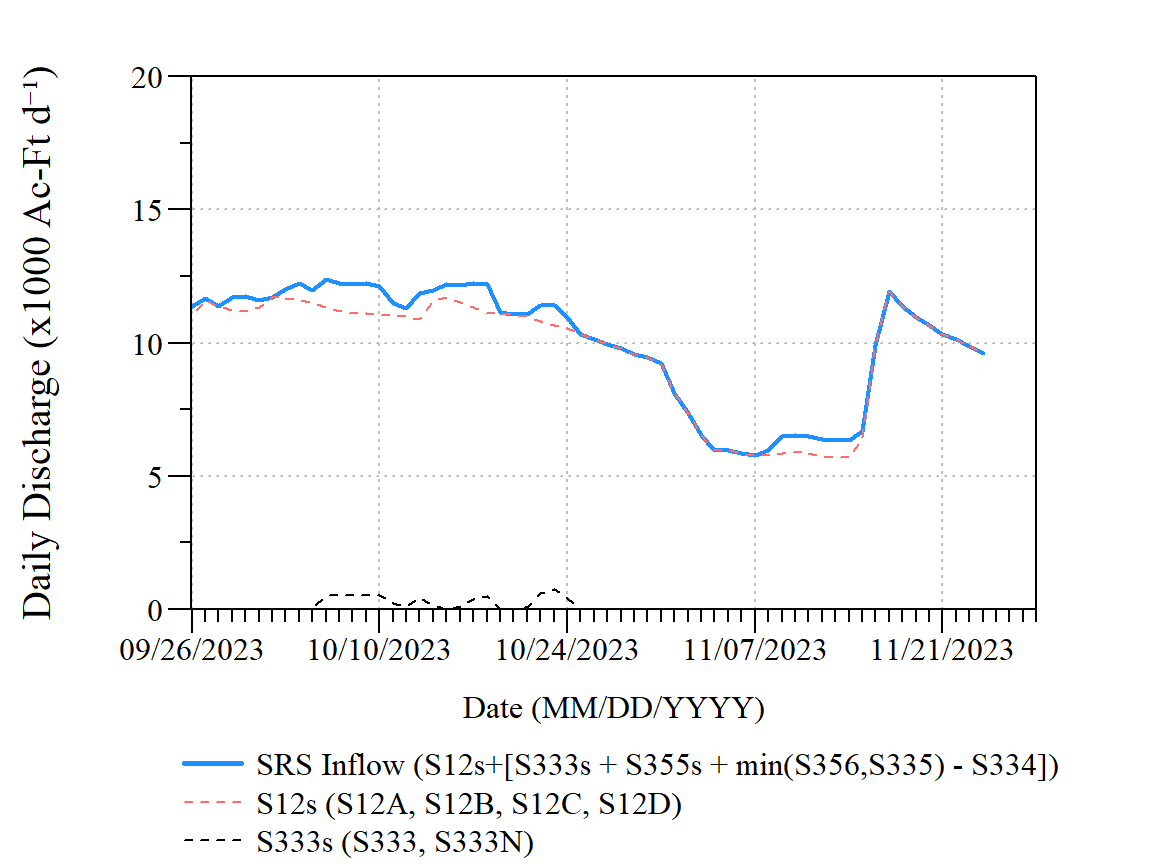 Daily Discharge (x1000 Ac-Ft d⁻¹)
20
15
10
5
0
09/26/2023 10/10/2023 10/24/2023 11/07/2023 11/21/2023
Date (MM/DD/YYYY)
SRS Inflow (S12s+[S333s + S355s + min(S356,S335) - S334])
S12s (S12A, S12B, S12C, S12D)
S333s (S333, S333N)